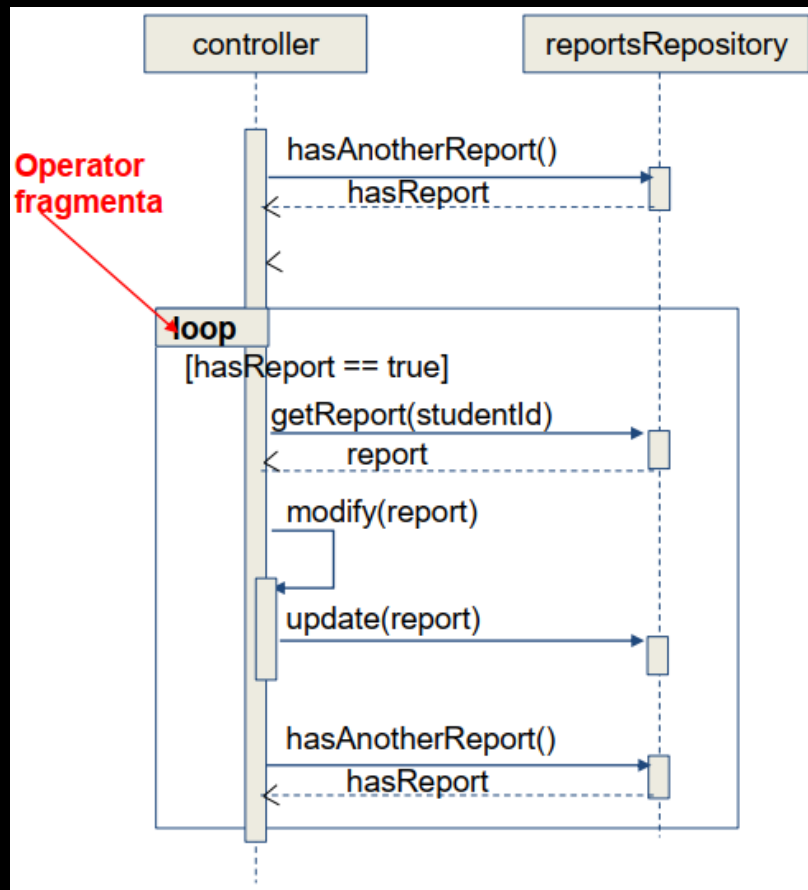 controller
reportsRepository
Operator
fragmenta
hasAnotherReport()
hasReport
loop
[hasReport == true]
getReport(studentId)
report
modify(report)
update(report)
hasAnotherReport()
hasReport